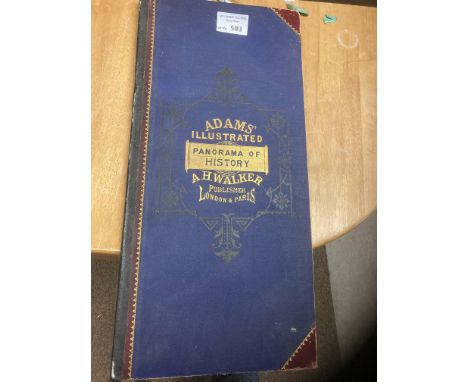 593
ADAMS'
ILLUSTRATED
PANORAMA OF
HISTORY
A.H.WALKER
PUBLISHER
LONDON & PARIS